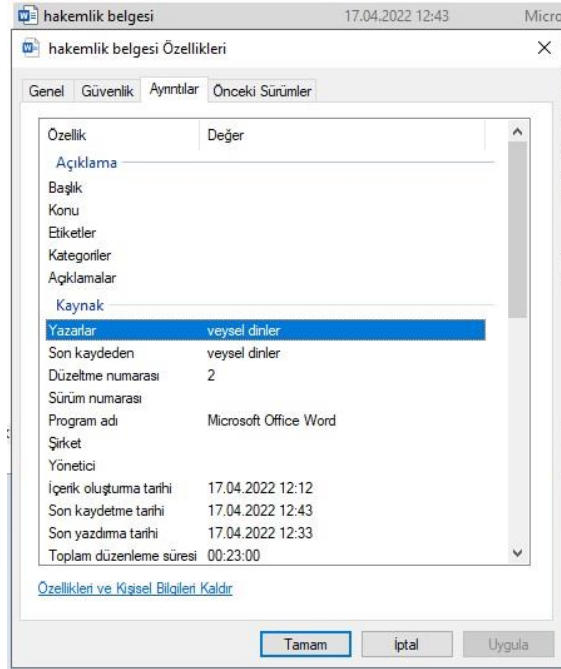 hakemlik belgesi 17.04.2022 12:43 Micro
hakemlik belgesi Özellikleri
Genel Güvenlik Ayrıntılar Önceki Sürümler
Özellik Değer
Açıklama
Başlık
Konu
Etiketler
Kategoriler
Açıklamalar
Kaynak
Yazarlar veysel dinler
Son kaydeden veysel dinler
Düzeltme numarası 2
Sürüm numarası
Program adı Microsoft Office Word
Şirket
Yönetici
İçerik oluşturma tarihi 17.04.2022 12:12
Son kaydetme tarihi 17.04.2022 12:43
Son yazdırma tarihi 17.04.2022 12:33
Toplam düzenleme süresi 00:23:00
Özellikleri ve Kişisel Bilgileri Kaldır
Tamam İptal Uygula